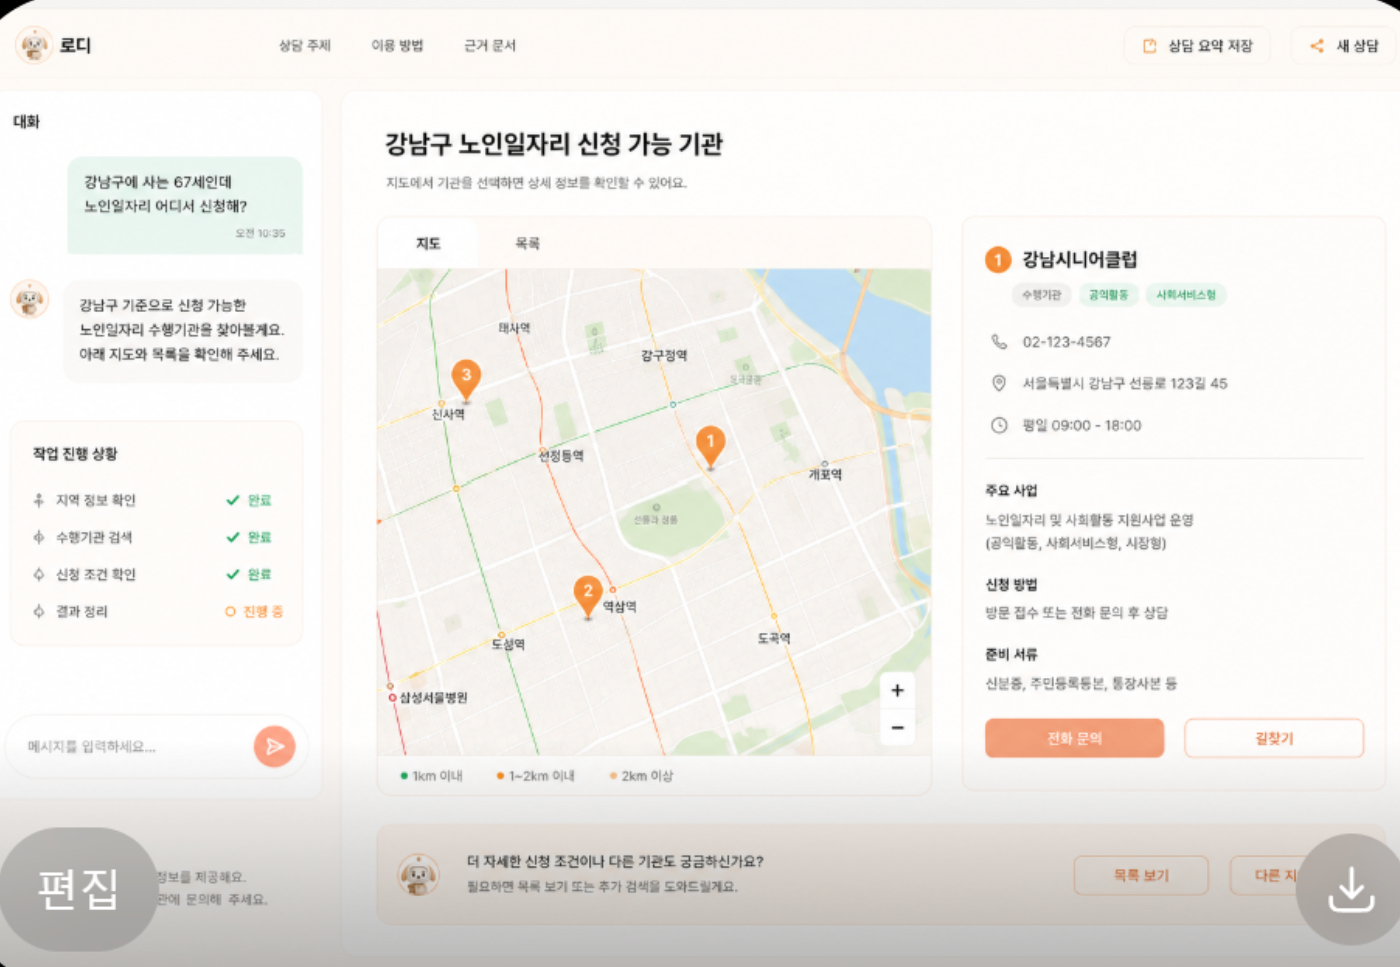 로디
상담 주제
이용 방법
근거 문서
상담 요약 저장
새 상담
대화
강남구에 사는 67세인데
노인일자리 어디서 신청해?
오전 10:35
강남구 기준으로 신청 가능한
노인일자리 수행기관을 찾아볼게요.
아래 지도와 목록을 확인해 주세요.
작업 진행 상황
지역 정보 확인
완료
수행기관 검색
완료
신청 조건 확인
완료
결과 정리
진행 중
메시지를 입력하세요...
정보를 제공해요.
관에 문의해 주세요.
편집
강남구 노인일자리 신청 가능 기관
지도에서 기관을 선택하면 상세 정보를 확인할 수 있어요.
지도
목록
태사역
강구정역
3
신사역
1
선정등역
개포역
2
역삼역
도성역
도곡역
삼성서울병원
+
−
1km 이내
1~2km 이내
2km 이상
1 강남시니어클럽
수행기관
공익활동
사회서비스형
02-123-4567
서울특별시 강남구 선릉로 123길 45
평일 09:00 - 18:00
주요 사업
노인일자리 및 사회활동 지원사업 운영
(공익활동, 사회서비스형, 시장형)
신청 방법
방문 접수 또는 전화 문의 후 상담
준비 서류
신분증, 주민등록등본, 통장사본 등
전화 문의
길찾기
더 자세한 신청 조건이나 다른 기관도 궁금하신가요?
필요하면 목록 보기 또는 추가 검색을 도와드릴게요.
목록 보기
다른 지